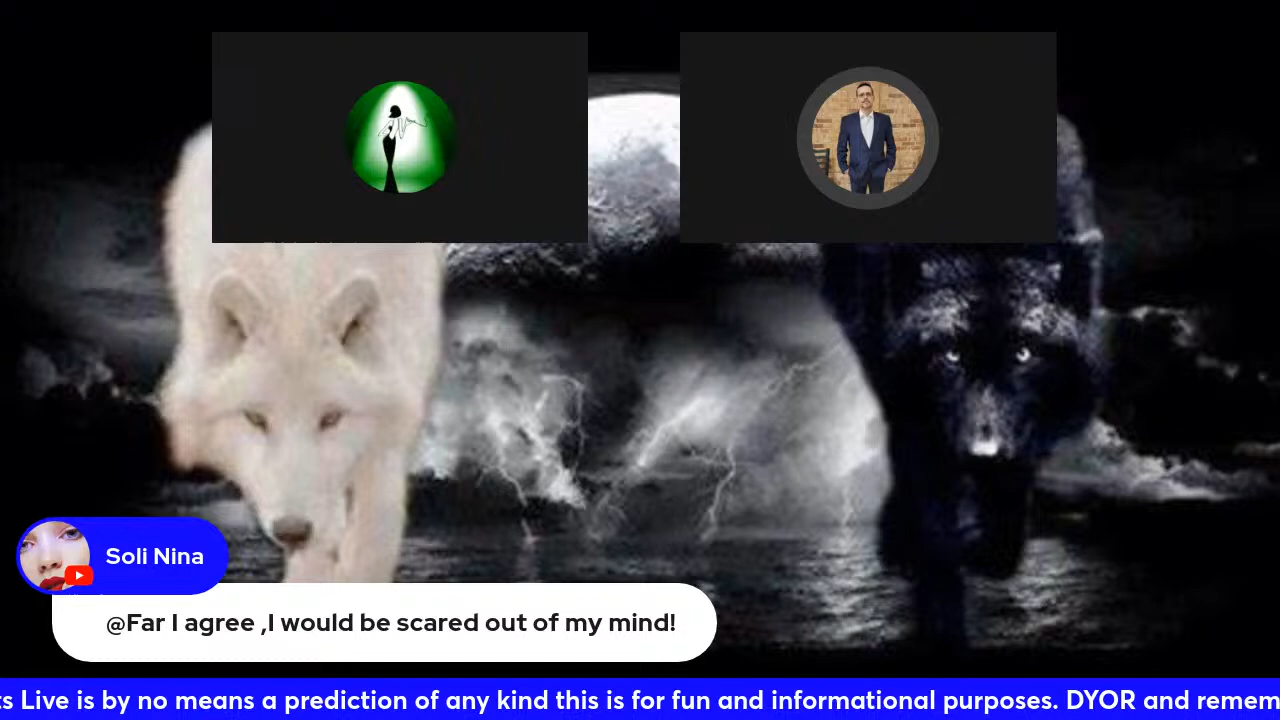 Soli Nina
@Far I agree ,I would be scared out of my mind!
Live is by no means a prediction of any kind this is for fun and informational purposes. DYOR and